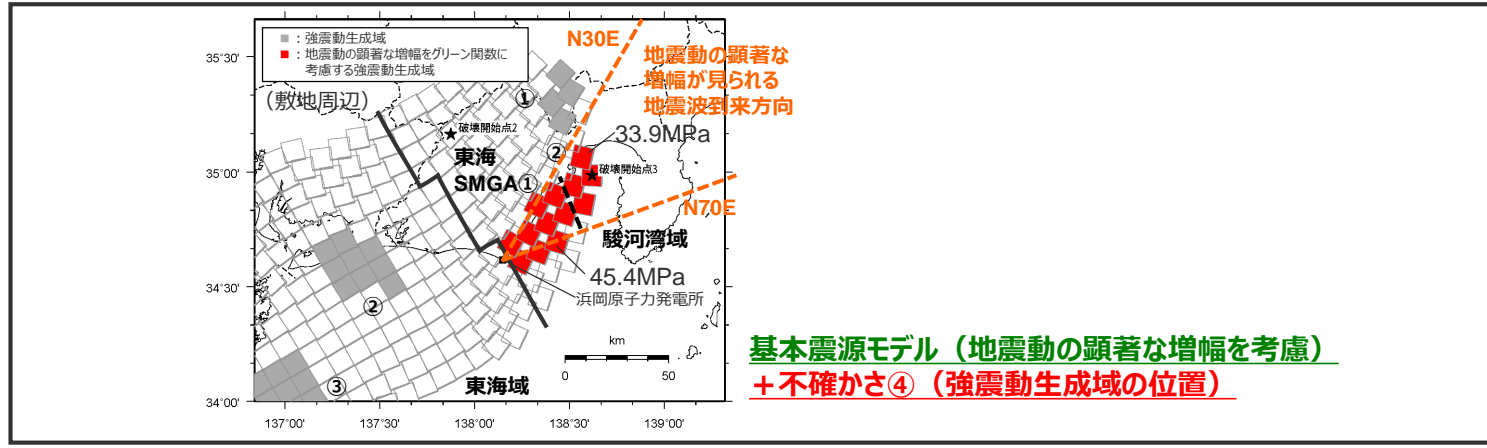 ■ : 強震動生成域
■ : 地震動の顕著な増幅をグリーン関数に
考慮する強震動生成域
(敷地周辺)
N30E
地震動の顕著な
増幅が見られる
地震波到来方向
①
破壊開始点2
33.9MPa
②
東海
SMGA①
破壊開始点3
N70E
駿河湾域
45.4MPa
浜岡原子力発電所
②
③
東海域
km
0 50
35°30'
35°00'
34°30'
34°00'
137°00' 137°30' 138°00' 138°30' 139°00'
基本震源モデル(地震動の顕著な増幅を考慮)
+不確かさ④(強震動生成域の位置)